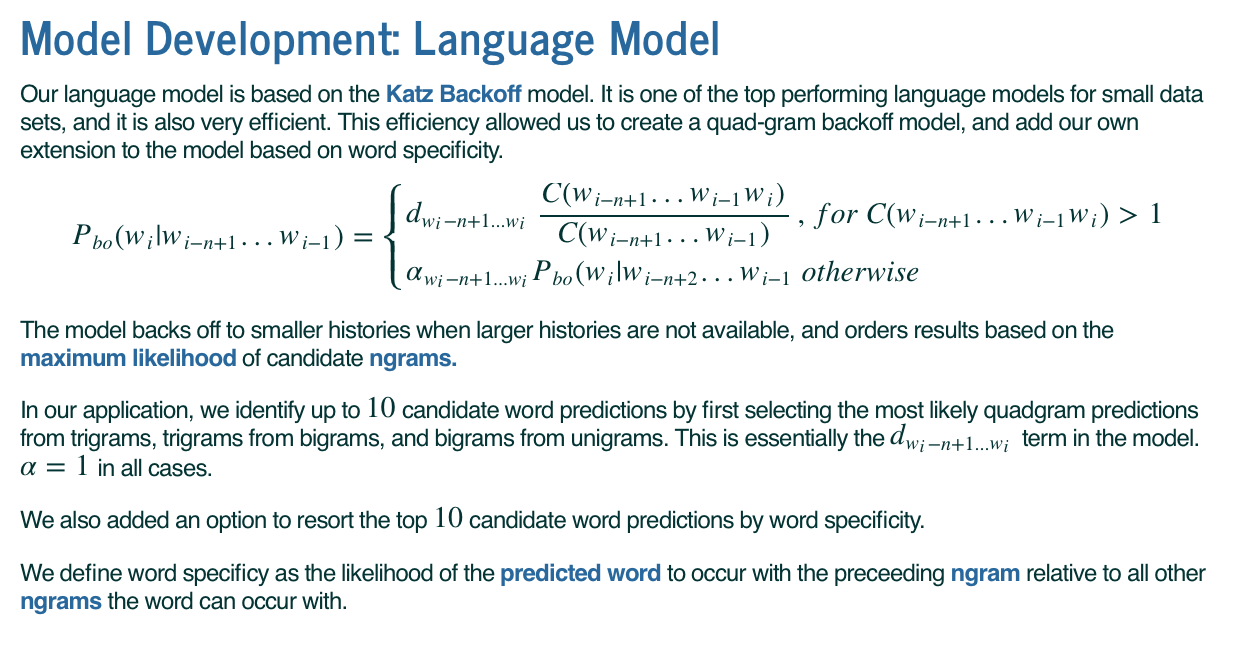 Model Development: Language Model
Our language model is based on the Katz Backoff model. It is one of the top performing language models for small data
sets, and it is also very efficient. This efficiency allowed us to create a quad-gram backoff model, and add our own
extension to the model based on word specificity.
P_{bo}(w_i|w_{i−n+1}...w_{i−1}) = { d_{w_i−n+1...w_i} \frac{C(w_{i−n+1}...w_{i−1}w_i)}{C(w_{i−n+1}...w_{i−1})} , for C(w_{i−n+1}...w_{i−1}w_i) > 1
α_{w_i−n+1...w_i} P_{bo}(w_i|w_{i−n+2}...w_{i−1} otherwise
The model backs off to smaller histories when larger histories are not available, and orders results based on the
maximum likelihood of candidate ngrams.
In our application, we identify up to 10 candidate word predictions by first selecting the most likely quadgram predictions
from trigrams, trigrams from bigrams, and bigrams from unigrams. This is essentially the d_{w_i−n+1...w_i} term in the model.
α = 1 in all cases.
We also added an option to resort the top 10 candidate word predictions by word specificity.
We define word specificy as the likelihood of the predicted word to occur with the preceeding ngram relative to all other
ngrams the word can occur with.